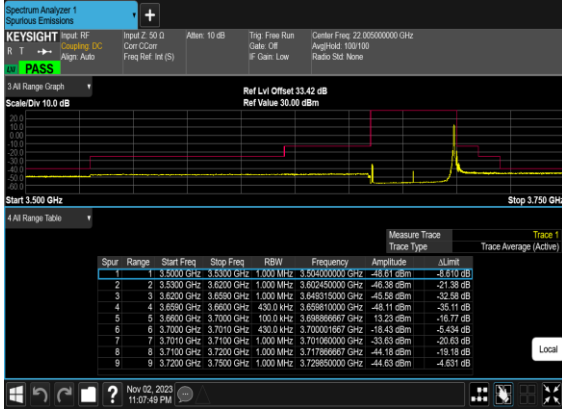 Spectrum Analyzer 1
Spurious Emissions
+
KEYSIGHT Input: RF Input Z: 50 Ω Atten: 10 dB Trig: Free Run Center Freq: 22.005000000 GHz
R T Coupling: DC Corr CCorr Gate: Off Avg|Hold: 100/100
Align: Auto Freq Ref: Int (S) IF Gain: Low Radio Std: None
PASS
3 All Range Graph
Ref Lvl Offset 33.42 dB
Scale/Div 10.0 dB Ref Value 30.00 dBm
20.0
10.0
0.00
-10.0
-20.0
-30.0
-40.0
-50.0
-60.0
Start 3.500 GHz Stop 3.750 GHz
4 All Range Table
Measure Trace Trace 1
Trace Type Trace Average (Active)
Spur Range Start Freq Stop Freq RBW Frequency Amplitude ΔLimit
1 1 3.5000 GHz 3.5300 GHz 1.000 MHz 3.504000000 GHz -48.61 dBm -8.610 dB
2 2 3.5300 GHz 3.6200 GHz 1.000 MHz 3.602450000 GHz -46.38 dBm -21.38 dB
3 3 3.6200 GHz 3.6590 GHz 1.000 MHz 3.649315000 GHz -45.58 dBm -32.58 dB
4 4 3.6590 GHz 3.6600 GHz 430.0 kHz 3.659810000 GHz -48.11 dBm -35.11 dB
5 5 3.6600 GHz 3.7000 GHz 100.0 kHz 3.698866667 GHz 13.23 dBm -16.77 dB
6 6 3.7000 GHz 3.7010 GHz 430.0 kHz 3.700001667 GHz -18.43 dBm -5.434 dB
7 7 3.7010 GHz 3.7100 GHz 1.000 MHz 3.701060000 GHz -33.63 dBm -20.63 dB
8 8 3.7100 GHz 3.7200 GHz 1.000 MHz 3.717866667 GHz -44.18 dBm -19.18 dB
9 9 3.7200 GHz 3.7500 GHz 1.000 MHz 3.729850000 GHz -44.63 dBm -4.631 dB
Local
?
Nov 02, 2023
11:07:49 PM